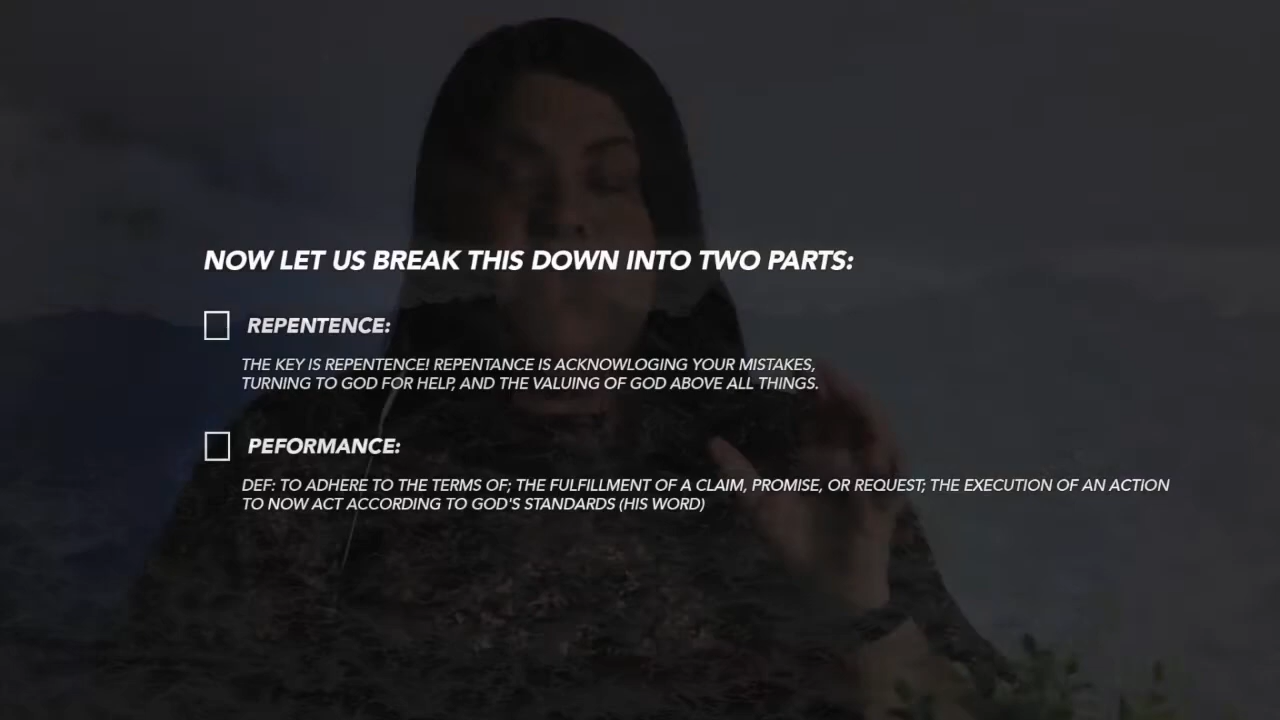 NOW LET US BREAK THIS DOWN INTO TWO PARTS:
REPENTENCE:
THE KEY IS REPENTENCE! REPENTANCE IS ACKNOWLOGING YOUR MISTAKES,
TURNING TO GOD FOR HELP, AND THE VALUING OF GOD ABOVE ALL THINGS.
PEFORMANCE:
DEF: TO ADHERE TO THE TERMS OF; THE FULFILLMENT OF A CLAIM, PROMISE, OR REQUEST; THE EXECUTION OF AN ACTION
TO NOW ACT ACCORDING TO GOD'S STANDARDS (HIS WORD)